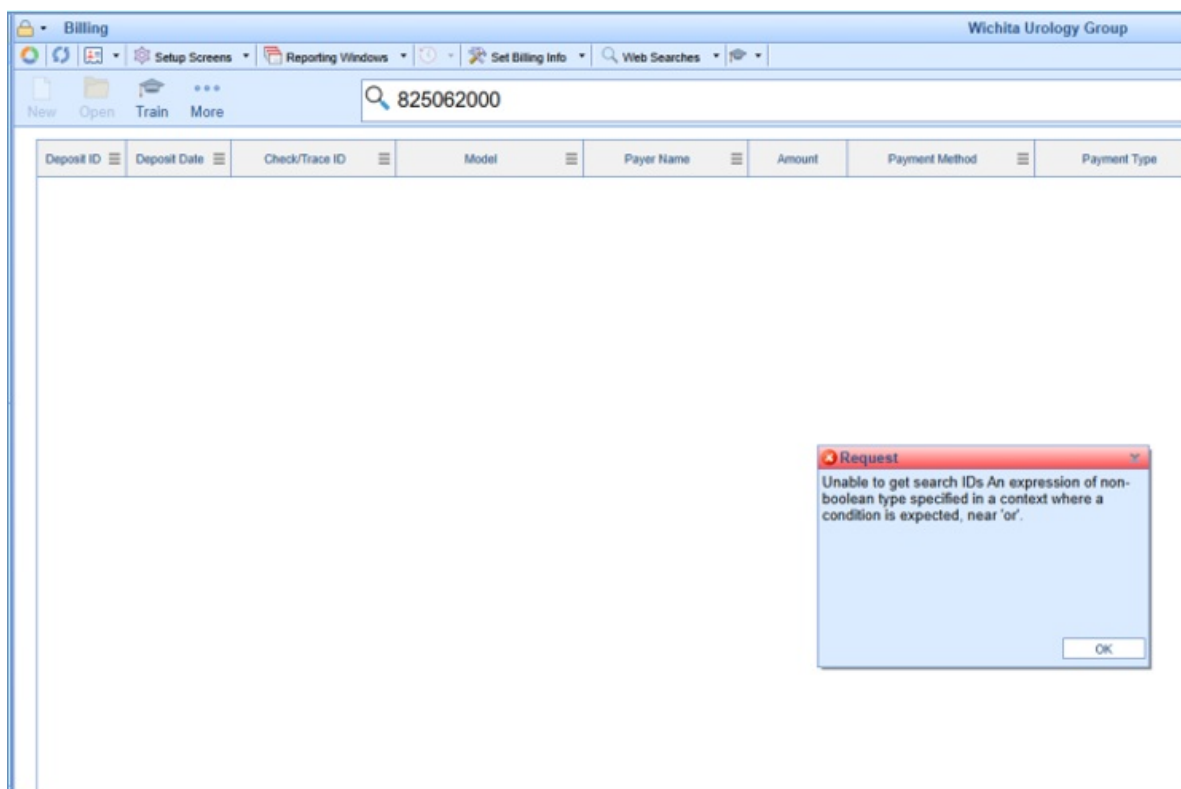 Billing Wichita Urology Group
Setup Screens Reporting Windows Set Billing Info Web Searches
New Open Train More
825062000
Deposit ID Deposit Date Check/Trace ID Model Payer Name Amount Payment Method Payment Type
Request
Unable to get search IDs An expression of non-
boolean type specified in a context where a
condition is expected, near 'or'.
OK